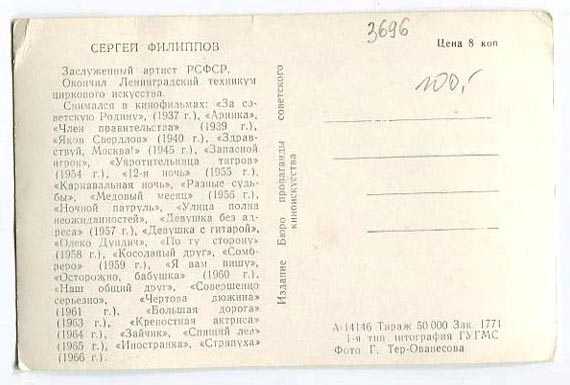 СЕРГЕЙ ФИЛИППОВ
Заслуженный артист РСФСР.
Окончил Ленинградский техникум
циркового искусства.
Снимался в кинофильмах: «За со-
ветскую Родину», (1937 г.), «Аринка»,
«Член правительства» (1939 г.),
«Яков Свердлов» (1940 г.), «Здрав-
ствуй, Москва!» (1945 г.), «Запасной
игрок», «Укротительница тигров»
(1954 г.), «12-я ночь» (1955 г.),
«Карнавальная ночь», «Разные судь-
бы», «Медовый месяц» (1956 г.),
«Ночной патруль», «Улица полна
неожиданностей», «Девушка без ад-
реса» (1957 г.), «Девушка с гитарой»,
«Олеко Дундич», «По ту сторону»
(1958 г.), «Косолапый друг», «Сомб-
реро» (1959 г.), «Я вам пишу»,
«Осторожно, бабушка» (1960 г.),
«Наш общий друг», «Совершенно
серьезно», «Чертова дюжина»
(1961 г.), «Большая дорога»
(1963 г.), «Крепостная актриса»
(1964 г.), «Зайчик», «Спящий лев»
(1965 г.), «Иностранка», «Стряпуха»
(1966 г.)
Издание Бюро пропаганды советского
киноискусства
3696
Цена 8 коп
100,-
А-14146 Тираж 50 000 Зак. 1771
1-я тип литография ГУГМС
Фото Г. Тер-Ованесова